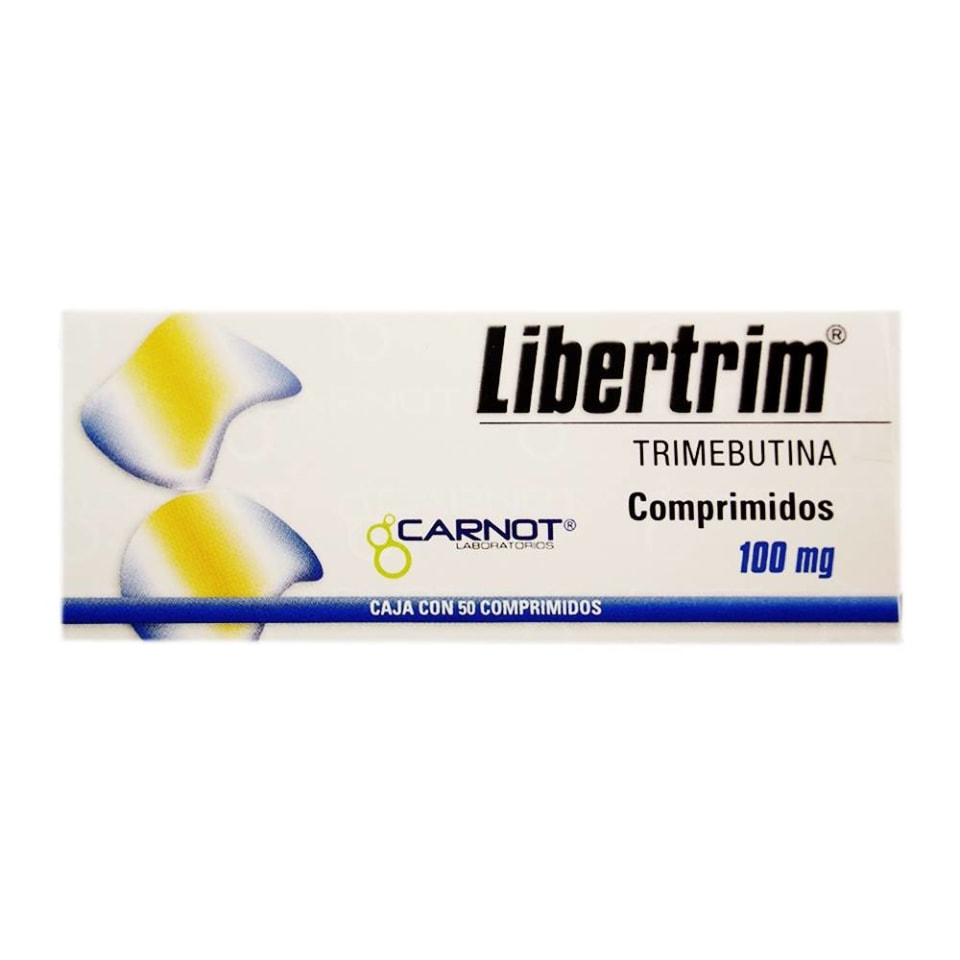 Libertrim®
TRIMEBUTINA
Comprimidos
100 mg
CARNOT®
LABORATORIOS
CAJA CON 50 COMPRIMIDOS